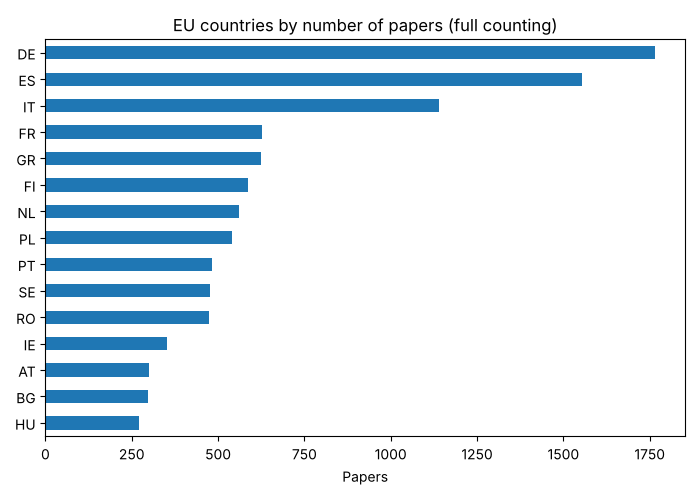 EU countries by number of papers (full counting)
DE
ES
IT
FR
GR
FI
NL
PL
PT
SE
RO
IE
AT
BG
HU
0 250 500 750 1000 1250 1500 1750
Papers